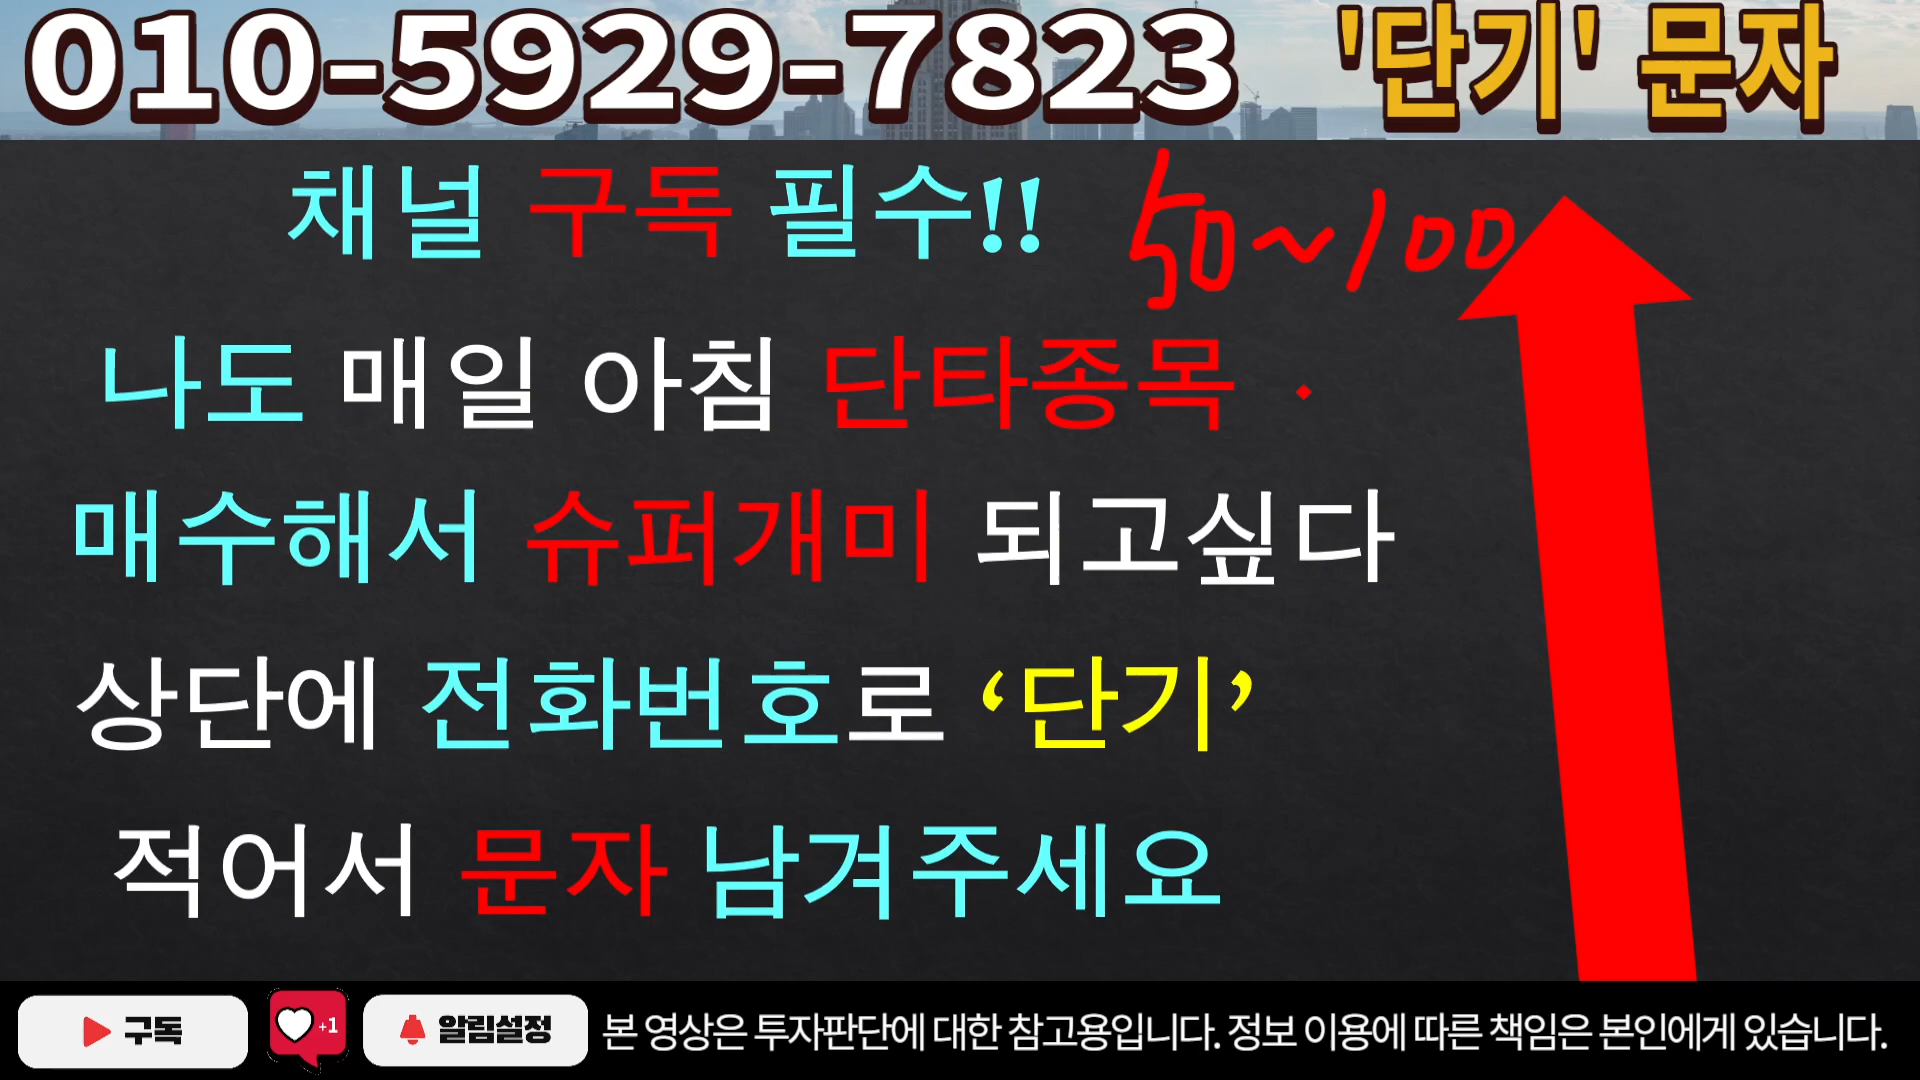 010-5929-7823 '단기' 문자
채널 구독 필수!! 50~100
나도 매일 아침 단타종목
매수해서 슈퍼개미 되고싶다
상단에 전화번호로 ‘단기’
적어서 문자 남겨주세요
구독 +1 알림설정 본 영상은 투자판단에 대한 참고용입니다. 정보 이용에 따른 책임은 본인에게 있습니다.